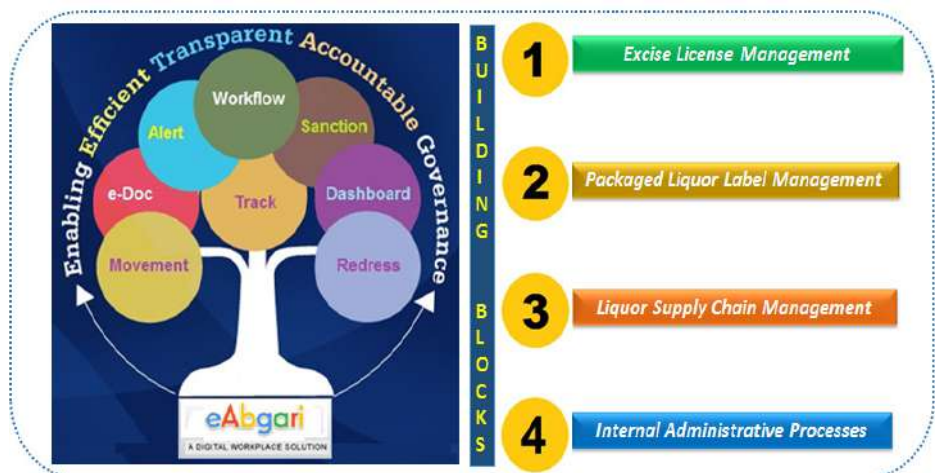 Enabling Efficient Transparent Accountable Governance
Workflow
Alert
Sanction
e-Doc
Track
Dashboard
Movement
Redress
eAbgari
A DIGITAL WORKPLACE SOLUTION
BUILDING BLOCKS
1
Excise License Management
2
Packaged Liquor Label Management
3
Liquor Supply Chain Management
4
Internal Administrative Processes